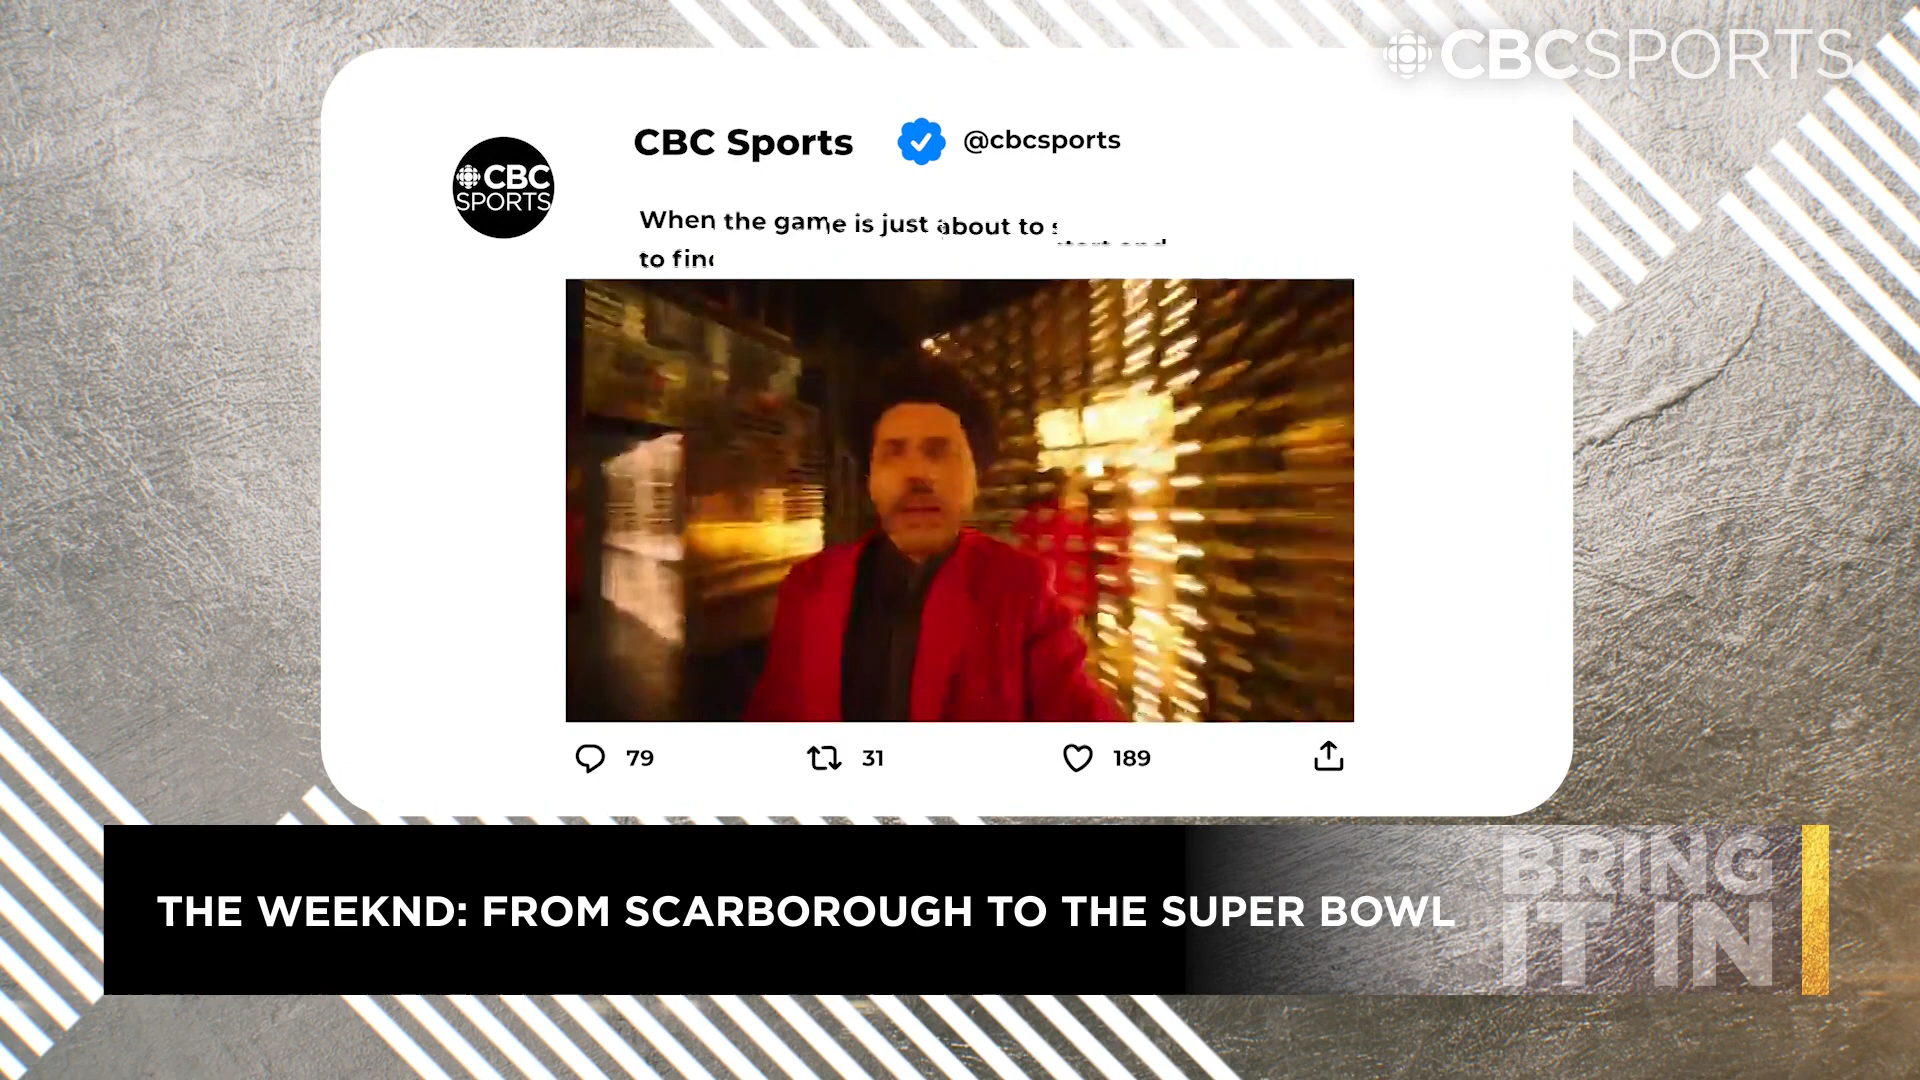 CBCSPORTS
CBC Sports @cbcsports
CBC
SPORTS
When the game is just about to
to
79 31 189
THE WEEKND: FROM SCARBOROUGH TO THE SUPER BOWL
BRING
IT IN